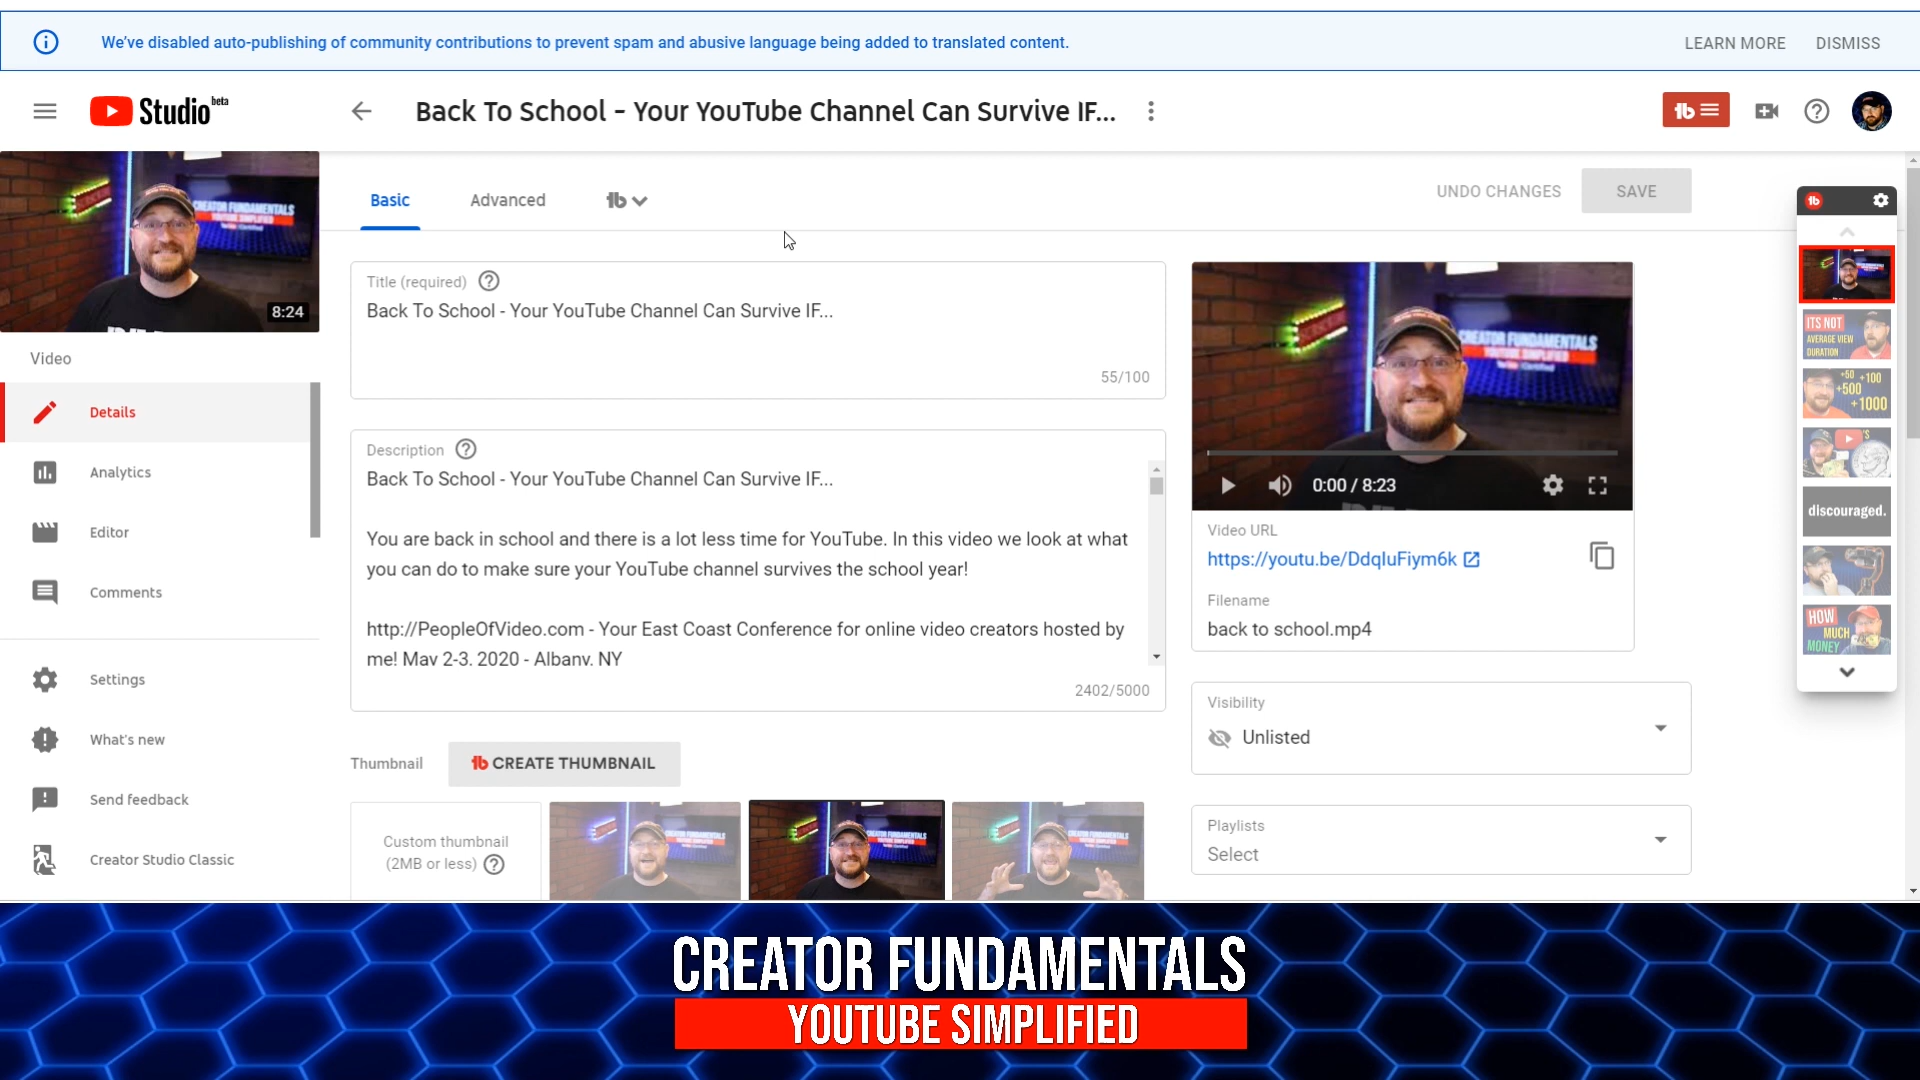 We've disabled auto-publishing of community contributions to prevent spam and abusive language being added to translated content.
LEARN MORE
DISMISS
Studio beta
Back To School - Your YouTube Channel Can Survive IF...
tb
8:24
Video
Details
Analytics
Editor
Comments
Settings
What's new
Send feedback
Creator Studio Classic
Basic
Advanced
tb
UNDO CHANGES
SAVE
Title (required)
Back To School - Your YouTube Channel Can Survive IF...
55/100
Description
Back To School - Your YouTube Channel Can Survive IF...
You are back in school and there is a lot less time for YouTube. In this video we look at what
you can do to make sure your YouTube channel survives the school year!
http://PeopleOfVideo.com - Your East Coast Conference for online video creators hosted by
me! May 2-3, 2020 - Albany, NY
2402/5000
Thumbnail
tb CREATE THUMBNAIL
Custom thumbnail
(2MB or less)
CREATOR FUNDAMENTALS
YOUTUBE SIMPLIFIED
0:00 / 8:23
Video URL
https://youtu.be/DdqIuFiym6k
Filename
back to school.mp4
Visibility
Unlisted
Playlists
Select
tb
ITS NOT
AVERAGE VIEW
DURATION
+50 +100
+500
+1000
discouraged.
HOW
MUCH
MONEY
CREATOR FUNDAMENTALS
YOUTUBE SIMPLIFIED